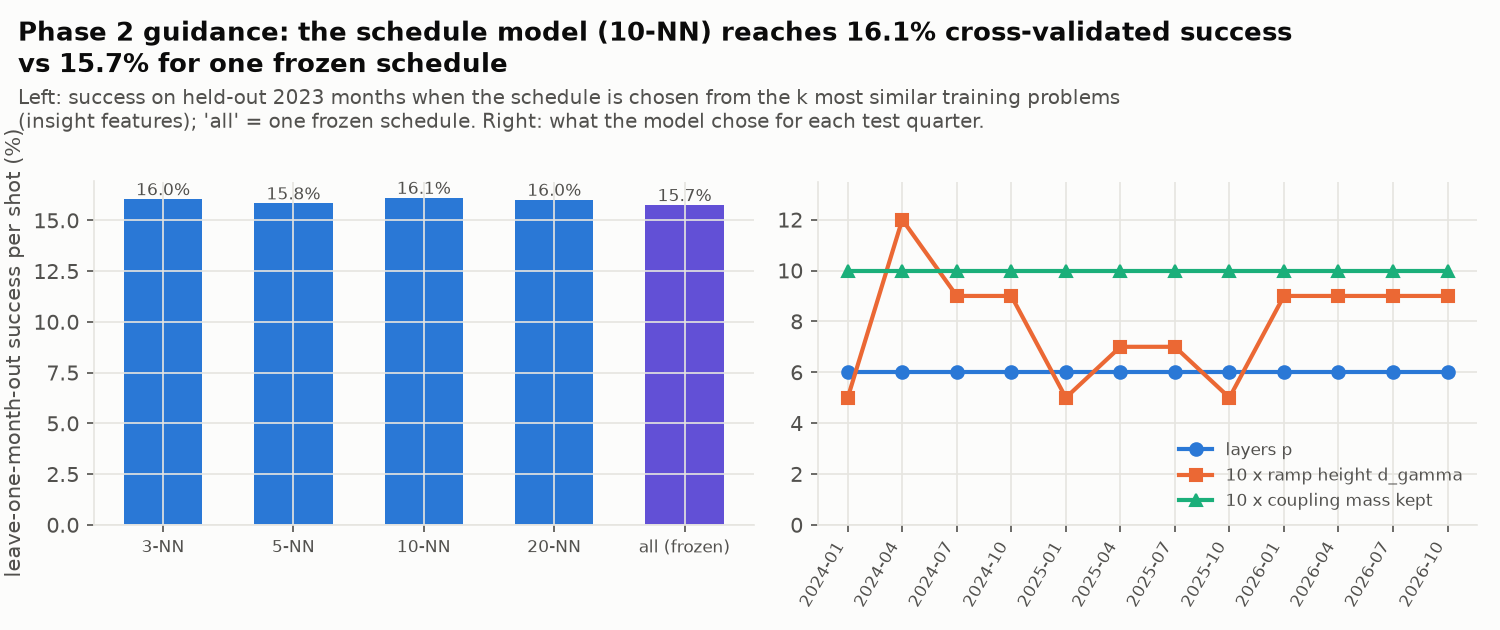 Phase 2 guidance: the schedule model (10-NN) reaches 16.1% cross-validated success
vs 15.7% for one frozen schedule
Left: success on held-out 2023 months when the schedule is chosen from the k most similar training problems
(insight features); 'all' = one frozen schedule. Right: what the model chose for each test quarter.
leave-one-month-out success per shot (%)
15.0
12.5
10.0
7.5
5.0
2.5
0.0
16.0%
15.8%
16.1%
16.0%
15.7%
3-NN
5-NN
10-NN
20-NN
all (frozen)
12
10
8
6
4
2
0
layers p
10 x ramp height d_gamma
10 x coupling mass kept
2024-01
2024-04
2024-07
2024-10
2025-01
2025-04
2025-07
2025-10
2026-01
2026-04
2026-07
2026-10